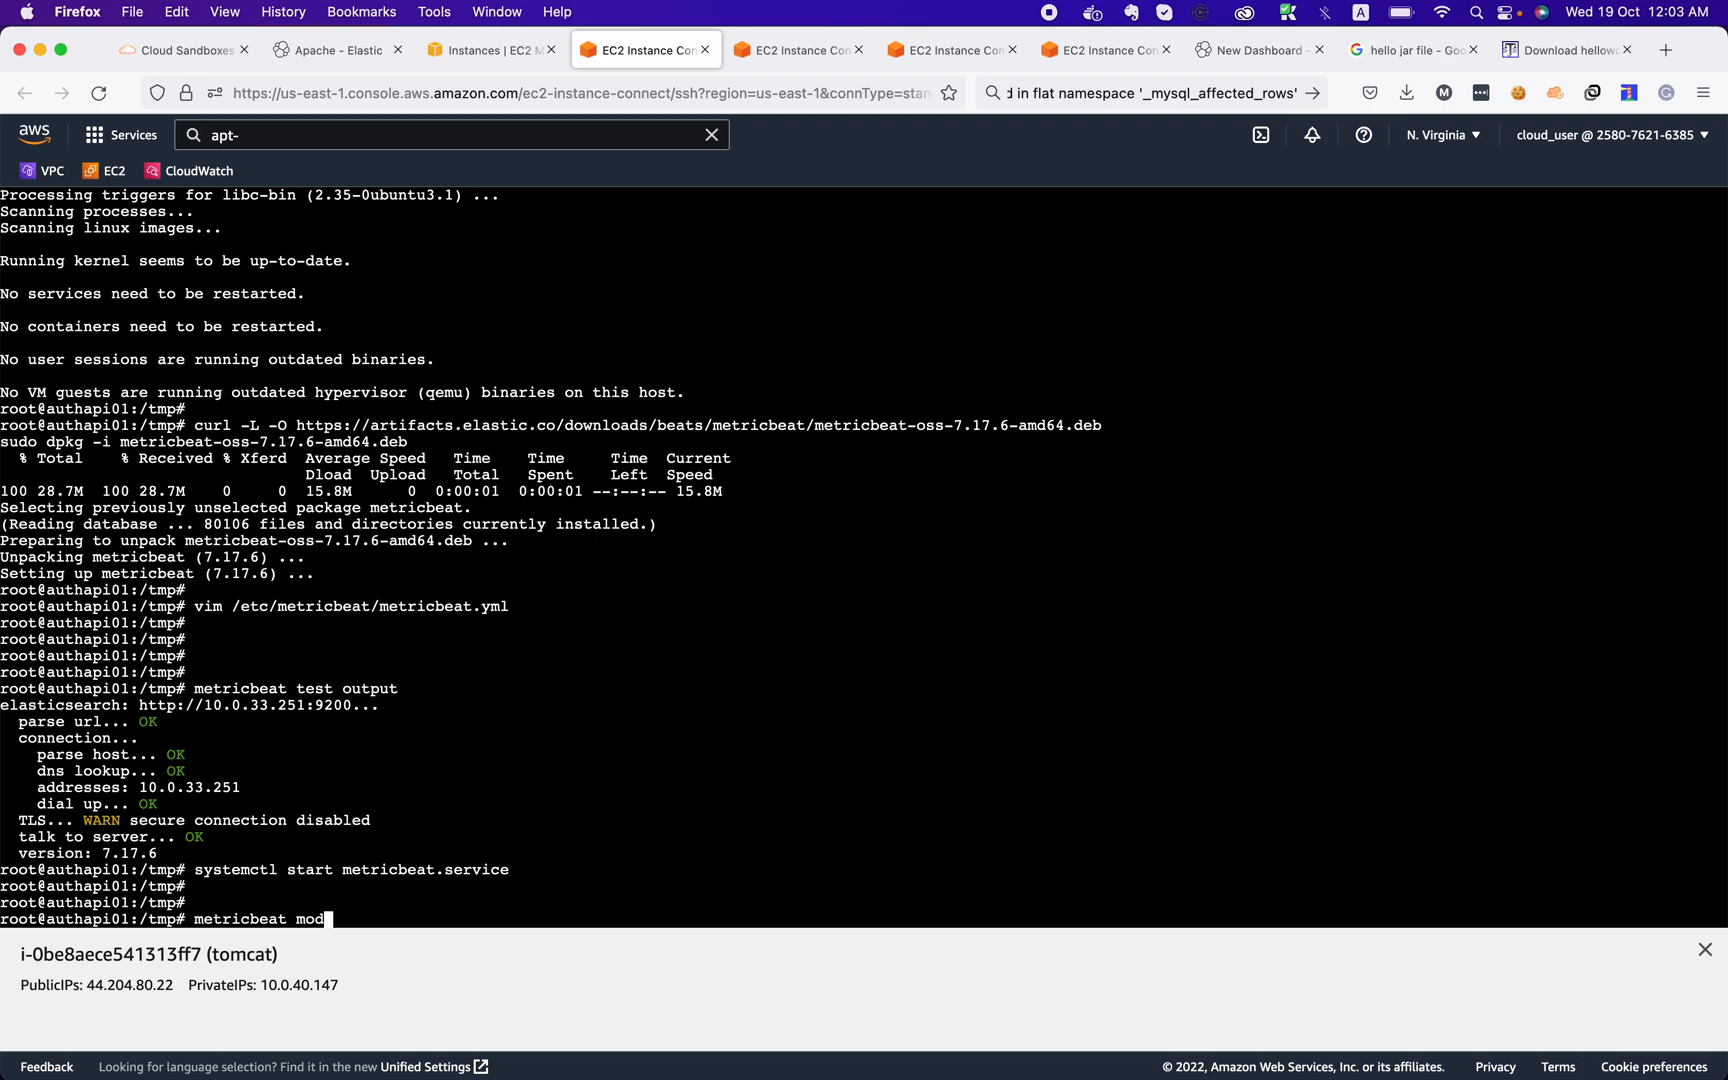 Firefox File Edit View History Bookmarks Tools Window Help A Wed 19 Oct 12:03 AM
Cloud Sandboxes Apache - Elastic Instances | EC2 M EC2 Instance Con EC2 Instance Con EC2 Instance Con EC2 Instance Con New Dashboard - hello jar file - Goo Download hellowo
https://us-east-1.console.aws.amazon.com/ec2-instance-connect/ssh?region=us-east-1&connType=stan d in flat namespace '_mysql_affected_rows'
aws Services apt- N. Virginia cloud_user @ 2580-7621-6385
VPC EC2 CloudWatch
Processing triggers for libc-bin (2.35-0ubuntu3.1) ...
Scanning processes...
Scanning linux images...
Running kernel seems to be up-to-date.
No services need to be restarted.
No containers need to be restarted.
No user sessions are running outdated binaries.
No VM guests are running outdated hypervisor (qemu) binaries on this host.
root@authapi01:/tmp#
root@authapi01:/tmp# curl -L -O https://artifacts.elastic.co/downloads/beats/metricbeat/metricbeat-oss-7.17.6-amd64.deb
sudo dpkg -i metricbeat-oss-7.17.6-amd64.deb
% Total % Received % Xferd Average Speed Time Time Time Current
Dload Upload Total Spent Left Speed
100 28.7M 100 28.7M 0 0 15.8M 0 0:00:01 0:00:01 --:--:-- 15.8M
Selecting previously unselected package metricbeat.
(Reading database ... 80106 files and directories currently installed.)
Preparing to unpack metricbeat-oss-7.17.6-amd64.deb ...
Unpacking metricbeat (7.17.6) ...
Setting up metricbeat (7.17.6) ...
root@authapi01:/tmp#
root@authapi01:/tmp# vim /etc/metricbeat/metricbeat.yml
root@authapi01:/tmp#
root@authapi01:/tmp#
root@authapi01:/tmp#
root@authapi01:/tmp#
root@authapi01:/tmp# metricbeat test output
elasticsearch: http://10.0.33.251:9200...
parse url... OK
connection...
parse host... OK
dns lookup... OK
addresses: 10.0.33.251
dial up... OK
TLS... WARN secure connection disabled
talk to server... OK
version: 7.17.6
root@authapi01:/tmp# systemctl start metricbeat.service
root@authapi01:/tmp#
root@authapi01:/tmp#
root@authapi01:/tmp# metricbeat mod
i-0be8aece541313ff7 (tomcat)
PublicIPs: 44.204.80.22 PrivateIPs: 10.0.40.147
Feedback Looking for language selection? Find it in the new Unified Settings © 2022, Amazon Web Services, Inc. or its affiliates. Privacy Terms Cookie preferences